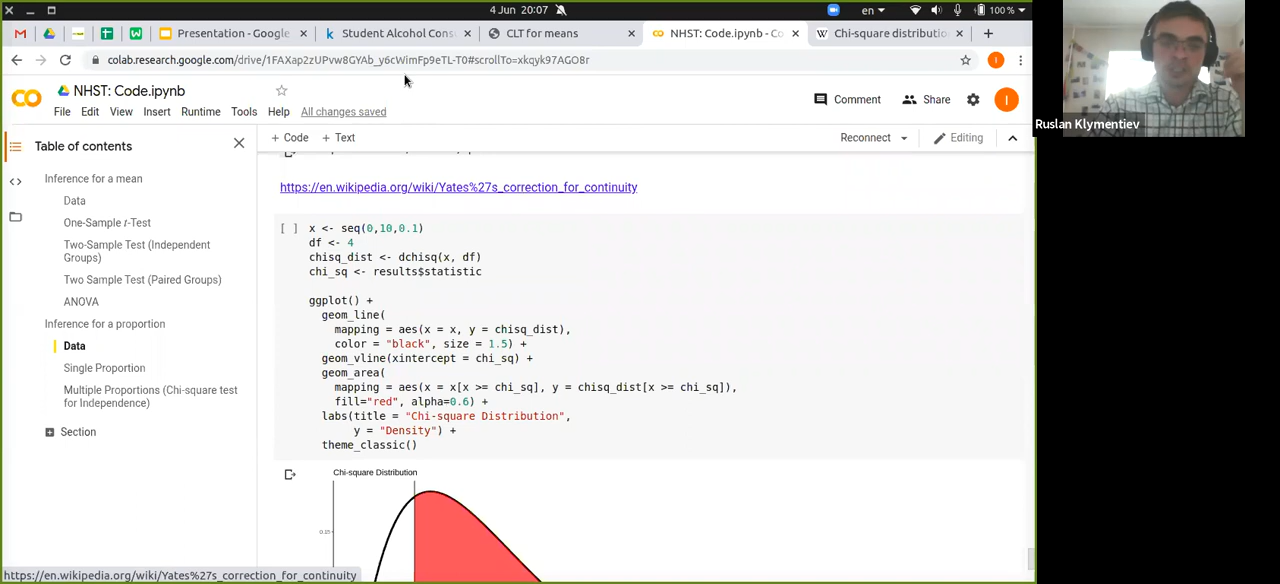 4 Jun 20:07
en
100 %
Presentation - Google
Student Alcohol Cons
CLT for means
NHST: Code.ipynb - Co
Chi-square distributio
colab.research.google.com/drive/1FAXap2zUPvw8GYAb_y6cWimFp9eTL-T0#scrollTo=xkqyk97AGO8r
NHST: Code.ipynb
Comment
Share
File Edit View Insert Runtime Tools Help All changes saved
Ruslan Klymentiev
Table of contents
+ Code + Text
Reconnect
Editing
Inference for a mean
Data
One-Sample t-Test
Two-Sample Test (Independent
Groups)
Two Sample Test (Paired Groups)
ANOVA
Inference for a proportion
Data
Single Proportion
Multiple Proportions (Chi-square test
for Independence)
Section
https://en.wikipedia.org/wiki/Yates%27s_correction_for_continuity
[ ] x <- seq(0,10,0.1)
df <- 4
chisq_dist <- dchisq(x, df)
chi_sq <- results$statistic
ggplot() +
geom_line(
mapping = aes(x = x, y = chisq_dist),
color = "black", size = 1.5) +
geom_vline(xintercept = chi_sq) +
geom_area(
mapping = aes(x = x[x >= chi_sq], y = chisq_dist[x >= chi_sq]),
fill="red", alpha=0.6) +
labs(title = "Chi-square Distribution",
y = "Density") +
theme_classic()
Chi-square Distribution
https://en.wikipedia.org/wiki/Yates%27s_correction_for_continuity